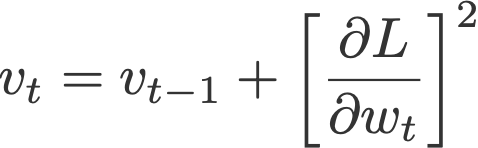 v_t = v_{t-1} + \left[ \frac{\partial L}{\partial w_t} \right]^2